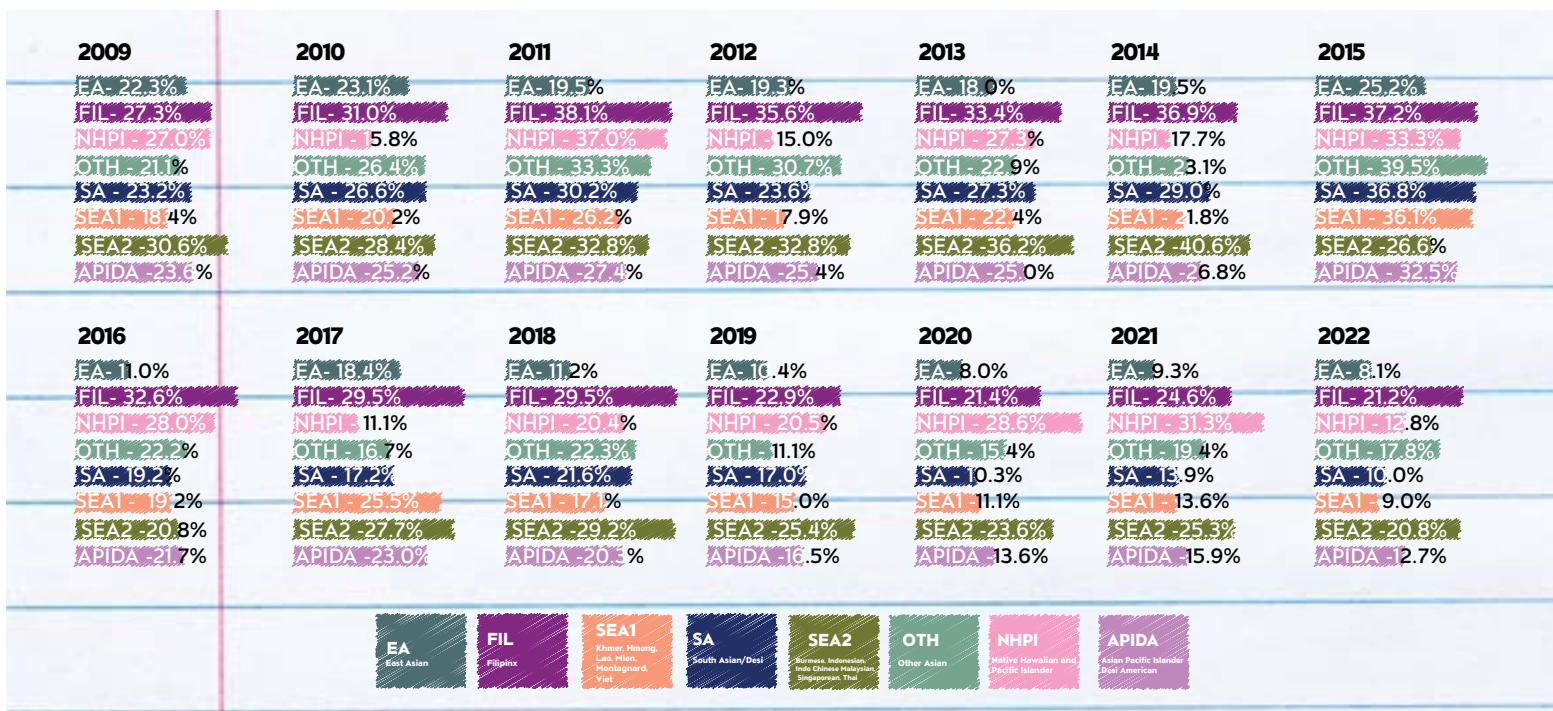 2009
EA- 22.3%
FIL- 27.3%
NHPI - 27.0%
OTH - 21.1%
SA - 23.2%
SEA1 - 18.4%
SEA2 -30.6%
APIDA -23.6%
2010
EA- 23.1%
FIL- 31.0%
NHPI - 15.8%
OTH - 26.4%
SA - 26.6%
SEA1 - 20.2%
SEA2 -28.4%
APIDA -25.2%
2011
EA- 19.5%
FIL- 38.1%
NHPI - 37.0%
OTH - 33.3%
SA - 30.2%
SEA1 - 26.2%
SEA2 -32.8%
APIDA -27.4%
2012
EA- 19.3%
FIL- 35.6%
NHPI - 15.0%
OTH - 30.7%
SA - 23.6%
SEA1 - 17.9%
SEA2 -32.8%
APIDA -25.4%
2013
EA- 18.0%
FIL- 33.4%
NHPI - 27.3%
OTH - 22.9%
SA - 27.3%
SEA1 - 22.4%
SEA2 -36.2%
APIDA -25.0%
2014
EA- 19.5%
FIL- 36.9%
NHPI - 17.7%
OTH - 23.1%
SA - 29.0%
SEA1 - 21.8%
SEA2 -40.6%
APIDA -26.8%
2015
EA- 25.2%
FIL- 37.2%
NHPI - 33.3%
OTH - 39.5%
SA - 36.8%
SEA1 - 36.1%
SEA2 -26.6%
APIDA -32.5%
2016
EA- 11.0%
FIL- 32.6%
NHPI - 28.0%
OTH - 22.2%
SA - 19.2%
SEA1 - 19.2%
SEA2 -20.8%
APIDA -21.7%
2017
EA- 18.4%
FIL- 29.5%
NHPI - 11.1%
OTH - 16.7%
SA - 17.2%
SEA1 - 25.5%
SEA2 -27.7%
APIDA -23.0%
2018
EA- 11.2%
FIL- 29.5%
NHPI - 20.4%
OTH - 22.3%
SA - 21.6%
SEA1 - 17.1%
SEA2 -29.2%
APIDA -20.3%
2019
EA- 10.4%
FIL- 22.9%
NHPI - 20.5%
OTH - 11.1%
SA - 17.0%
SEA1 - 15.0%
SEA2 -25.4%
APIDA -16.5%
2020
EA- 8.0%
FIL- 21.4%
NHPI - 28.6%
OTH - 15.4%
SA - 10.3%
SEA1 -11.1%
SEA2 -23.6%
APIDA -13.6%
2021
EA- 9.3%
FIL- 24.6%
NHPI - 31.3%
OTH - 19.4%
SA - 13.9%
SEA1 - 13.6%
SEA2 -25.3%
APIDA -15.9%
2022
EA- 8.1%
FIL- 21.2%
NHPI - 12.8%
OTH - 17.8%
SA - 10.0%
SEA1 - 9.0%
SEA2 -20.8%
APIDA -12.7%
EA
East Asian
FIL
Filipinx
SEA1
Khmer, Hmong,
Lao, Mien,
Montagnard,
Viet
SA
South Asian/Desi
SEA2
Burmese, Indonesian,
Indo Chinese Malaysian,
Singaporean, Thai
OTH
Other Asian
NHPI
Native Hawaiian and
Pacific Islander
APIDA
Asian Pacific Islander
Desi American